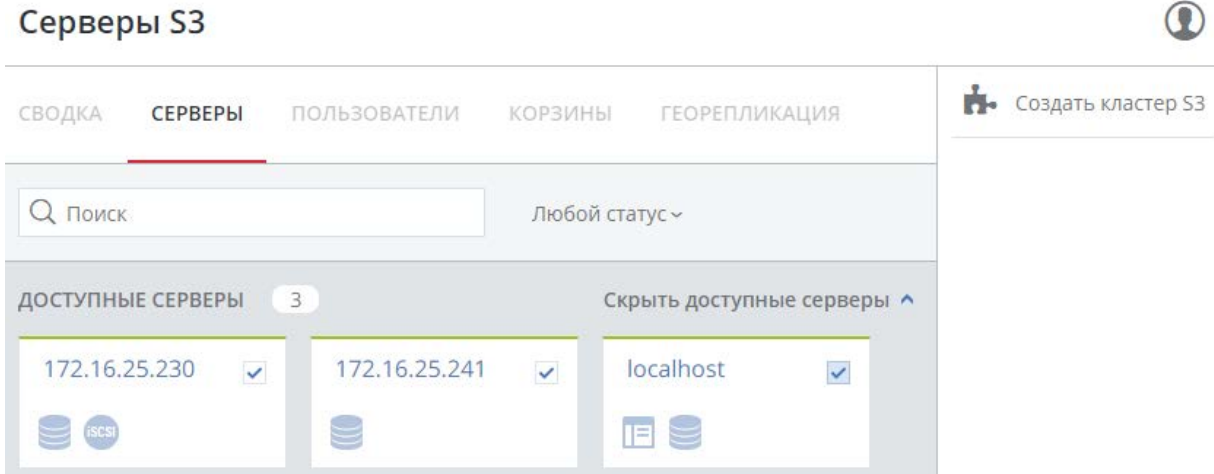 Серверы S3
СВОДКА СЕРВЕРЫ ПОЛЬЗОВАТЕЛИ КОРЗИНЫ ГЕОРЕПЛИКАЦИЯ
Создать кластер S3
Поиск Любой статус
ДОСТУПНЫЕ СЕРВЕРЫ 3 Скрыть доступные серверы
172.16.25.230 172.16.25.241 localhost
iSCSI